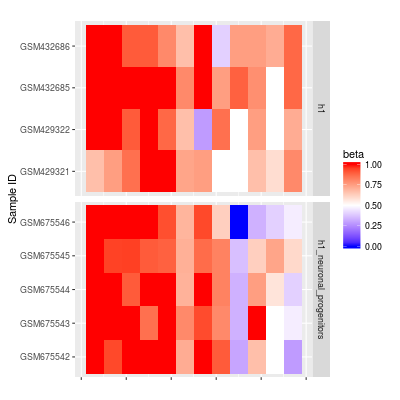 Sample ID
GSM432686
GSM432685
GSM429322
GSM429321
h1
GSM675546
GSM675545
GSM675544
GSM675543
GSM675542
h1_neuronal_progenitors
beta
1.00
0.75
0.50
0.25
0.00